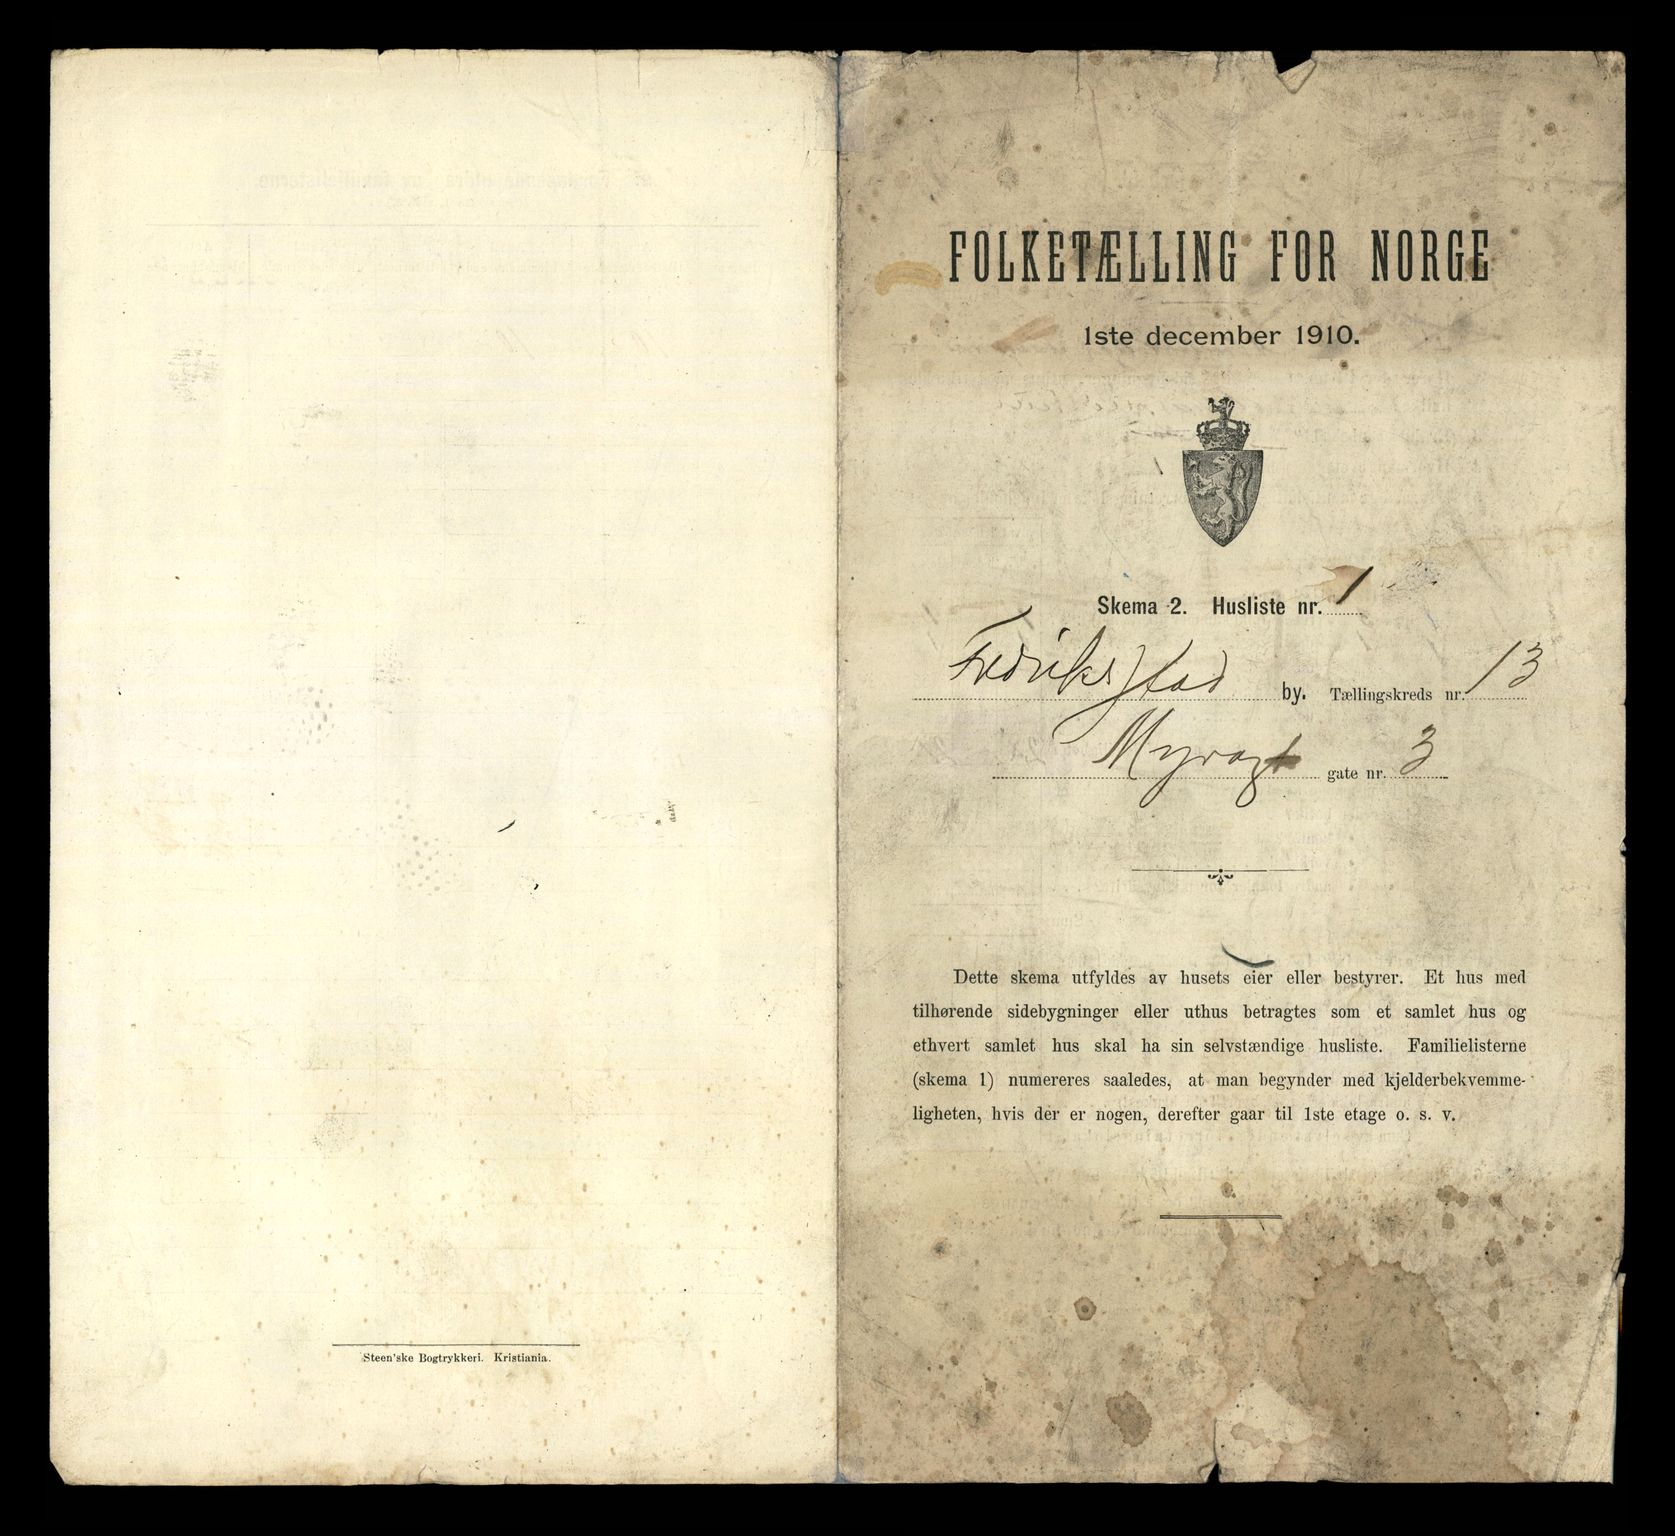 FOLKETÆLLING FOR NORGE
1ste december 1910.
Skema 2. Husliste nr. 1
Fredriksstad by. Tællingskreds nr. 13
Myragt gate nr. 3
Dette skema utfyldes av husets eier eller bestyrer. Et hus med
tilhørende sidebygninger eller uthus betragtes som et samlet hus og
ethvert samlet hus skal ha sin selvstændige husliste. Familielisterne
(skema 1) numereres saaledes, at man begynder med kjelderbekvemme-
ligheten, hvis der er nogen, derefter gaar til 1ste etage o. s. v.
Steen'ske Bogtrykkeri. Kristiania.